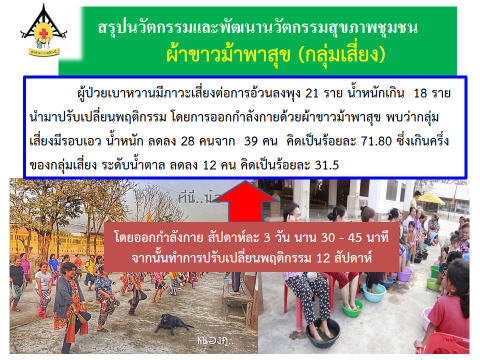 สรุปนวัตกรรมและพัฒนานวัตกรรมสุขภาพชุมชน
ผ้าขาวม้าพาสุข (กลุ่มเสี่ยง)
ผู้ป่วยเบาหวานมีภาวะเสี่ยงต่อการอ้วนลงพุง 21 ราย น้ำหนักเกิน 18 ราย
นำมาปรับเปลี่ยนพฤติกรรม โดยการออกกำลังกายด้วยผ้าขาวม้าพาสุข พบว่ากลุ่ม
เสี่ยงมีรอบเอว น้ำหนัก ลดลง 28 คนจาก 39 คน คิดเป็นร้อยละ 71.80 ซึ่งเกินครึ่ง
ของกลุ่มเสี่ยง ระดับน้ำตาล ลดลง 12 คน คิดเป็นร้อยละ 31.5
ที่นี่..
โดยออกกำลังกาย สัปดาห์ละ 3 วัน นาน 30 - 45 นาที
จากนั้นทำการปรับเปลี่ยนพฤติกรรม 12 สัปดาห์